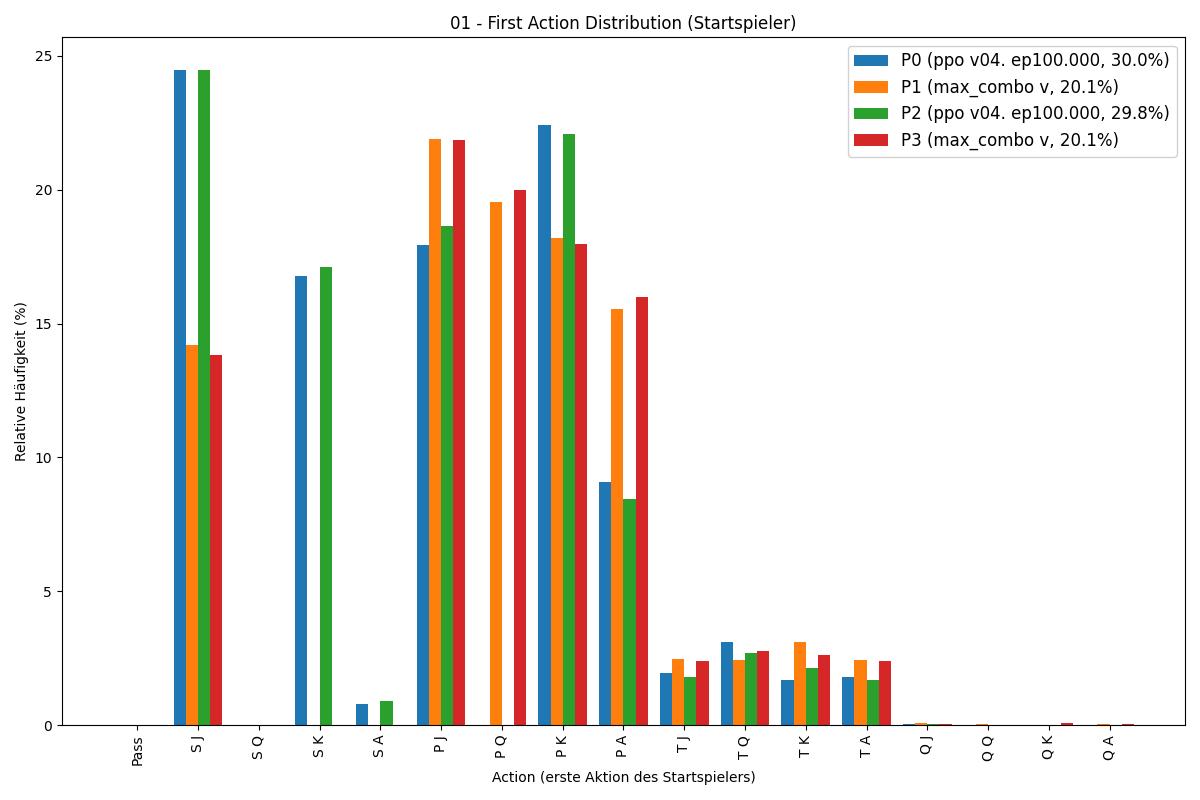 01 - First Action Distribution (Startspieler)
P0 (ppo v04. ep100.000, 30.0%)
P1 (max_combo v, 20.1%)
P2 (ppo v04. ep100.000, 29.8%)
P3 (max_combo v, 20.1%)
Relative Häufigkeit (%)
25
20
15
10
5
0
Pass
S J
S Q
S K
S A
P J
P Q
P K
P A
T J
T Q
T K
T A
Q J
Q Q
Q K
Q A
Action (erste Aktion des Startspielers)